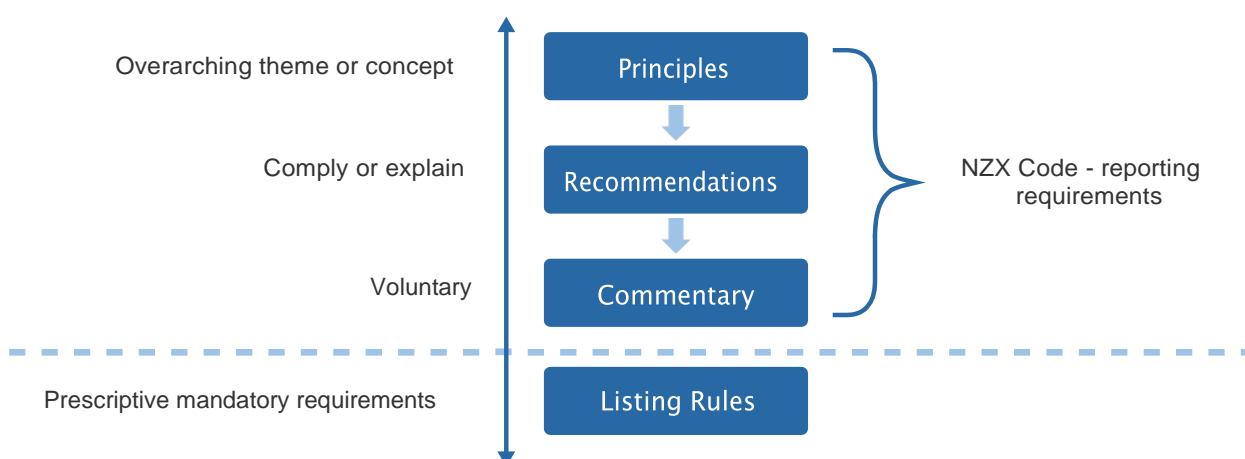 Overarching theme or concept
Principles
Comply or explain
Recommendations
NZX Code - reporting
requirements
Voluntary
Commentary
Prescriptive mandatory requirements
Listing Rules